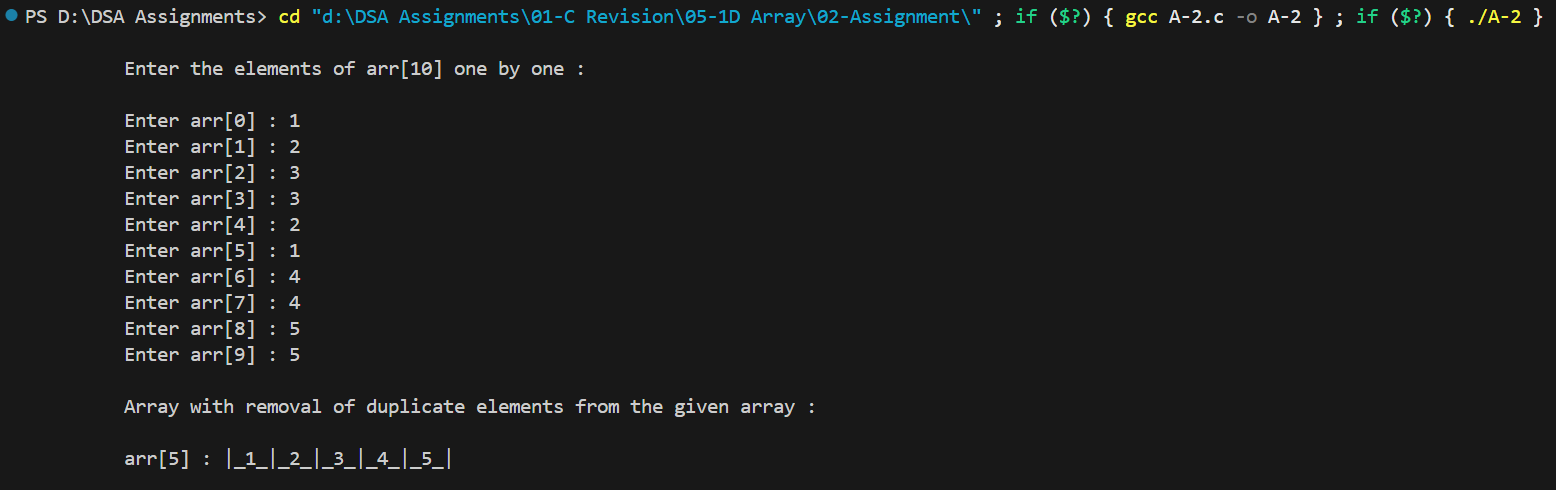 PS D:\DSA Assignments> cd "d:\DSA Assignments\01-C Revision\05-1D Array\02-Assignment\" ; if ($?) { gcc A-2.c -o A-2 } ; if ($?) { ./A-2 }
Enter the elements of arr[10] one by one :
Enter arr[0] : 1
Enter arr[1] : 2
Enter arr[2] : 3
Enter arr[3] : 3
Enter arr[4] : 2
Enter arr[5] : 1
Enter arr[6] : 4
Enter arr[7] : 4
Enter arr[8] : 5
Enter arr[9] : 5
Array with removal of duplicate elements from the given array :
arr[5] : |_1_|_2_|_3_|_4_|_5_|